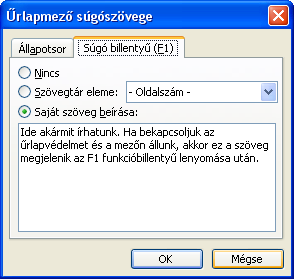 Űrlapmező súgószövege
Állapotsor
Súgó billentyű (F1)
Nincs
Szövegtár eleme:
- Oldalszám -
Saját szöveg beírása:
Ide akármit írhatunk. Ha bekapcsoljuk az
űrlapvédelmet és a mezőn állunk, akkor ez a szöveg
megjelenik az F1 funkcióbillentyű lenyomása után.
OK
Mégse